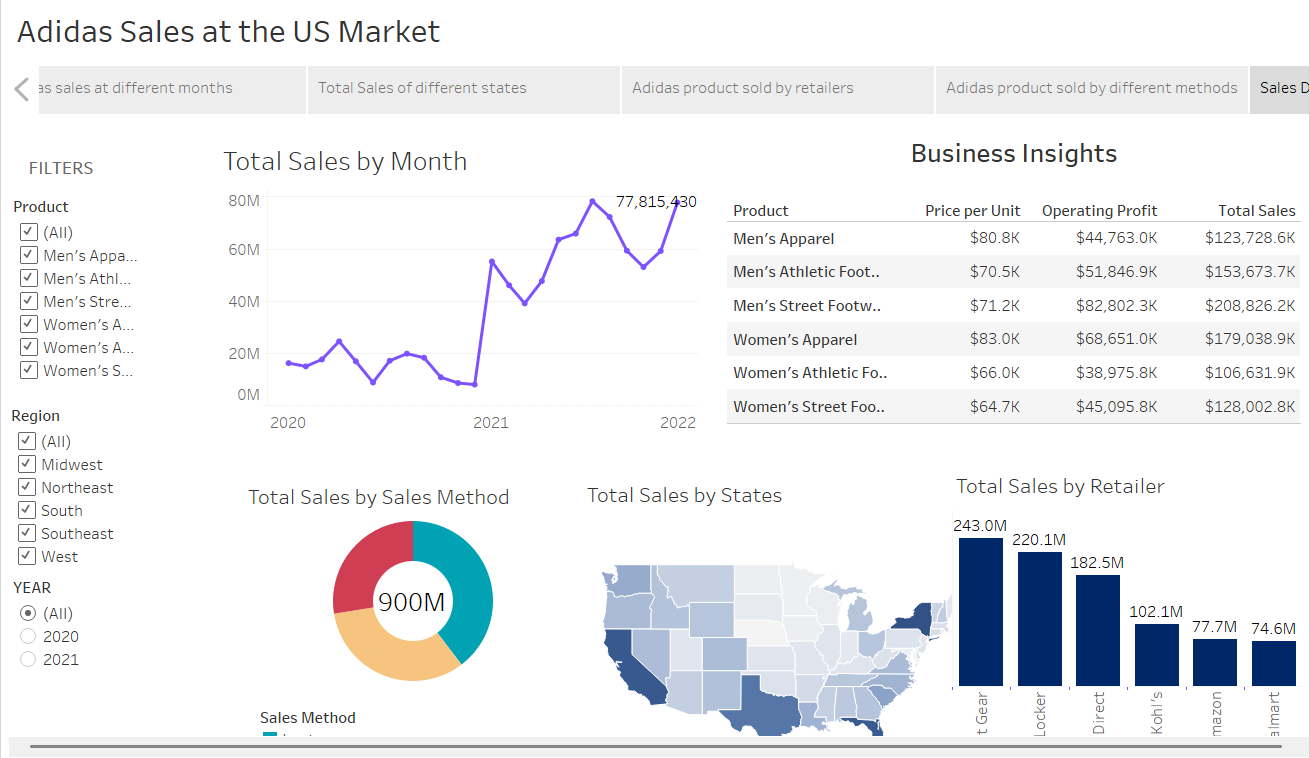 Adidas Sales at the US Market
as sales at different months
Total Sales of different states
Adidas product sold by retailers
Adidas product sold by different methods
Sales D
FILTERS
Product
(All)
Men's Appa...
Men's Athl...
Men's Stre...
Women's A...
Women's A...
Women's S...
Region
(All)
Midwest
Northeast
South
Southeast
West
YEAR
(All)
2020
2021
Total Sales by Month
80M
60M
40M
20M
0M
77,815,430
2020 2021 2022
Business Insights
Product Price per Unit Operating Profit Total Sales
Men's Apparel $80.8K $44,763.0K $123,728.6K
Men's Athletic Foot.. $70.5K $51,846.9K $153,673.7K
Men's Street Footw.. $71.2K $82,802.3K $208,826.2K
Women's Apparel $83.0K $68,651.0K $179,038.9K
Women's Athletic Fo.. $66.0K $38,975.8K $106,631.9K
Women's Street Foo.. $64.7K $45,095.8K $128,002.8K
Total Sales by Sales Method
900M
Sales Method
Total Sales by States
Total Sales by Retailer
243.0M
220.1M
182.5M
102.1M
77.7M
74.6M
t Gear
Locker
Direct
Kohl's
mazon
almart